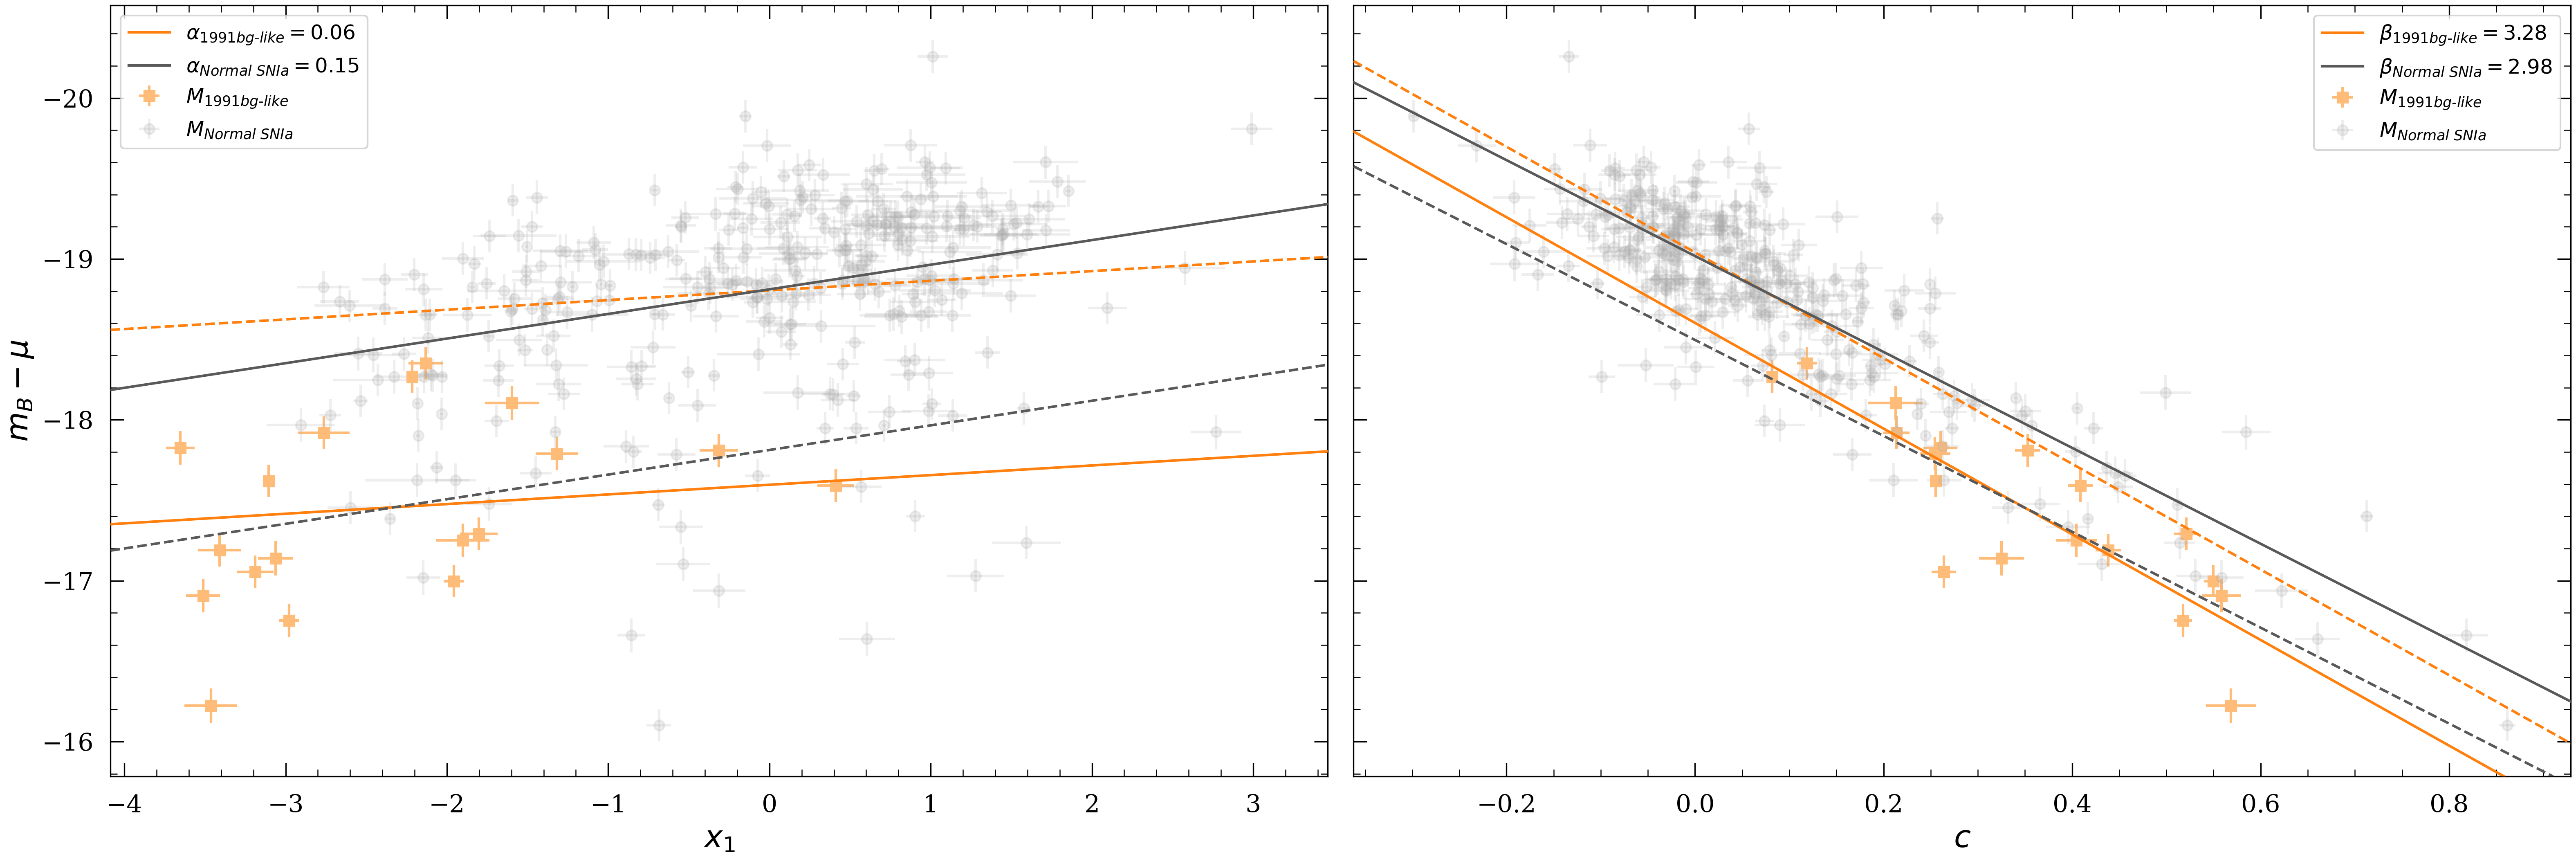 α1991bg-like = 0.06
αNormal SNIa = 0.15
M1991bg-like
MNormal SNIa
β1991bg-like = 3.28
βNormal SNIa = 2.98
M1991bg-like
MNormal SNIa
−20
−19
−18
−17
−16
mB − μ
−4 −3 −2 −1 0 1 2 3
x1
−0.2 0.0 0.2 0.4 0.6 0.8
c